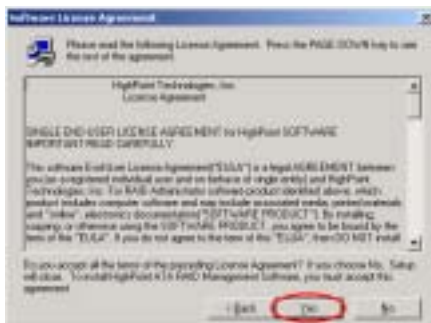 Software License Agreement
Please read the following License Agreement. Press the PAGE DOWN key to see
the rest of the agreement.
HighPoint Technologies, Inc.
License Agreement
SINGLE END-USER LICENSE AGREEMENT for HighPoint SOFTWARE
IMPORTANT READ CAREFULLY
This software End User License Agreement("EULA") is a legal AGREEMENT between
you (as a registered individual user and on behalf of single entity) and HighPoint
Technologies, Inc. For RAID Administrator software product identified above, which
product includes computer software and may include associated media, printed materials
and "online", electronics documentation("SOFTWARE PRODUCT"). By installing,
copying, or otherwise using the SOFTWARE PRODUCT, you agree to be bound by the
term of the "EULA". If you do not agree to the term of this "EULA", then DO NOT install
Do you accept all the terms of the preceding License Agreement? If you choose No, Setup
will close. To install HighPoint ATA RAID Management Software, you must accept this
agreement
< Back
Yes
No